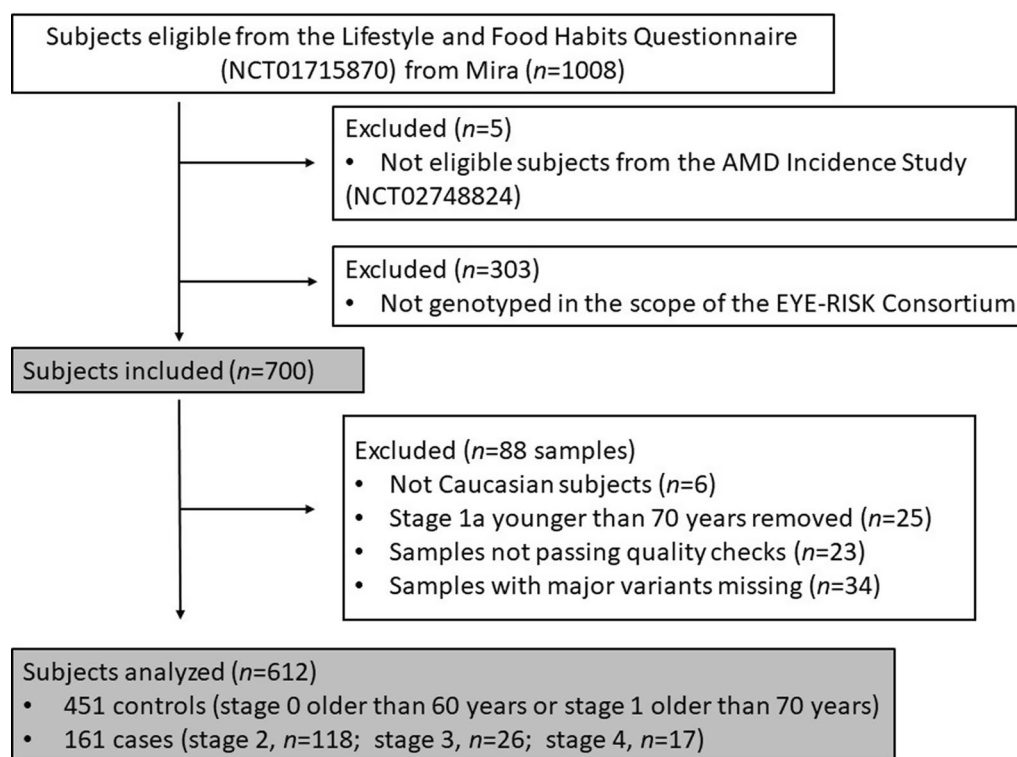 Subjects eligible from the Lifestyle and Food Habits Questionnaire
(NCT01715870) from Mira (n=1008)
Excluded (n=5)
• Not eligible subjects from the AMD Incidence Study
(NCT02748824)
Excluded (n=303)
• Not genotyped in the scope of the EYE-RISK Consortium
Subjects included (n=700)
Excluded (n=88 samples)
• Not Caucasian subjects (n=6)
• Stage 1a younger than 70 years removed (n=25)
• Samples not passing quality checks (n=23)
• Samples with major variants missing (n=34)
Subjects analyzed (n=612)
• 451 controls (stage 0 older than 60 years or stage 1 older than 70 years)
• 161 cases (stage 2, n=118; stage 3, n=26; stage 4, n=17)